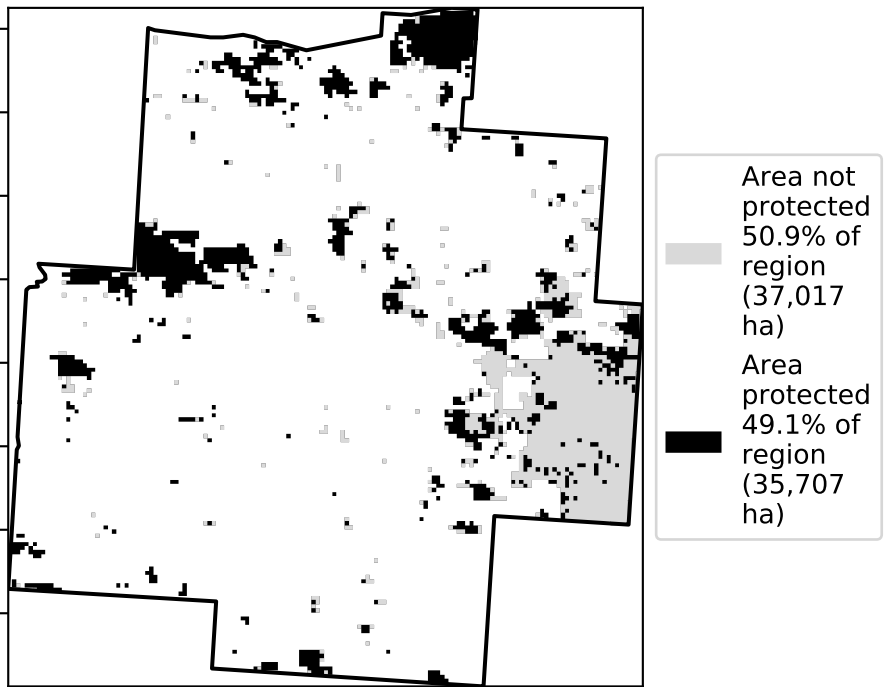 Area not
protected
50.9% of
region
(37,017
ha)
Area
protected
49.1% of
region
(35,707
ha)